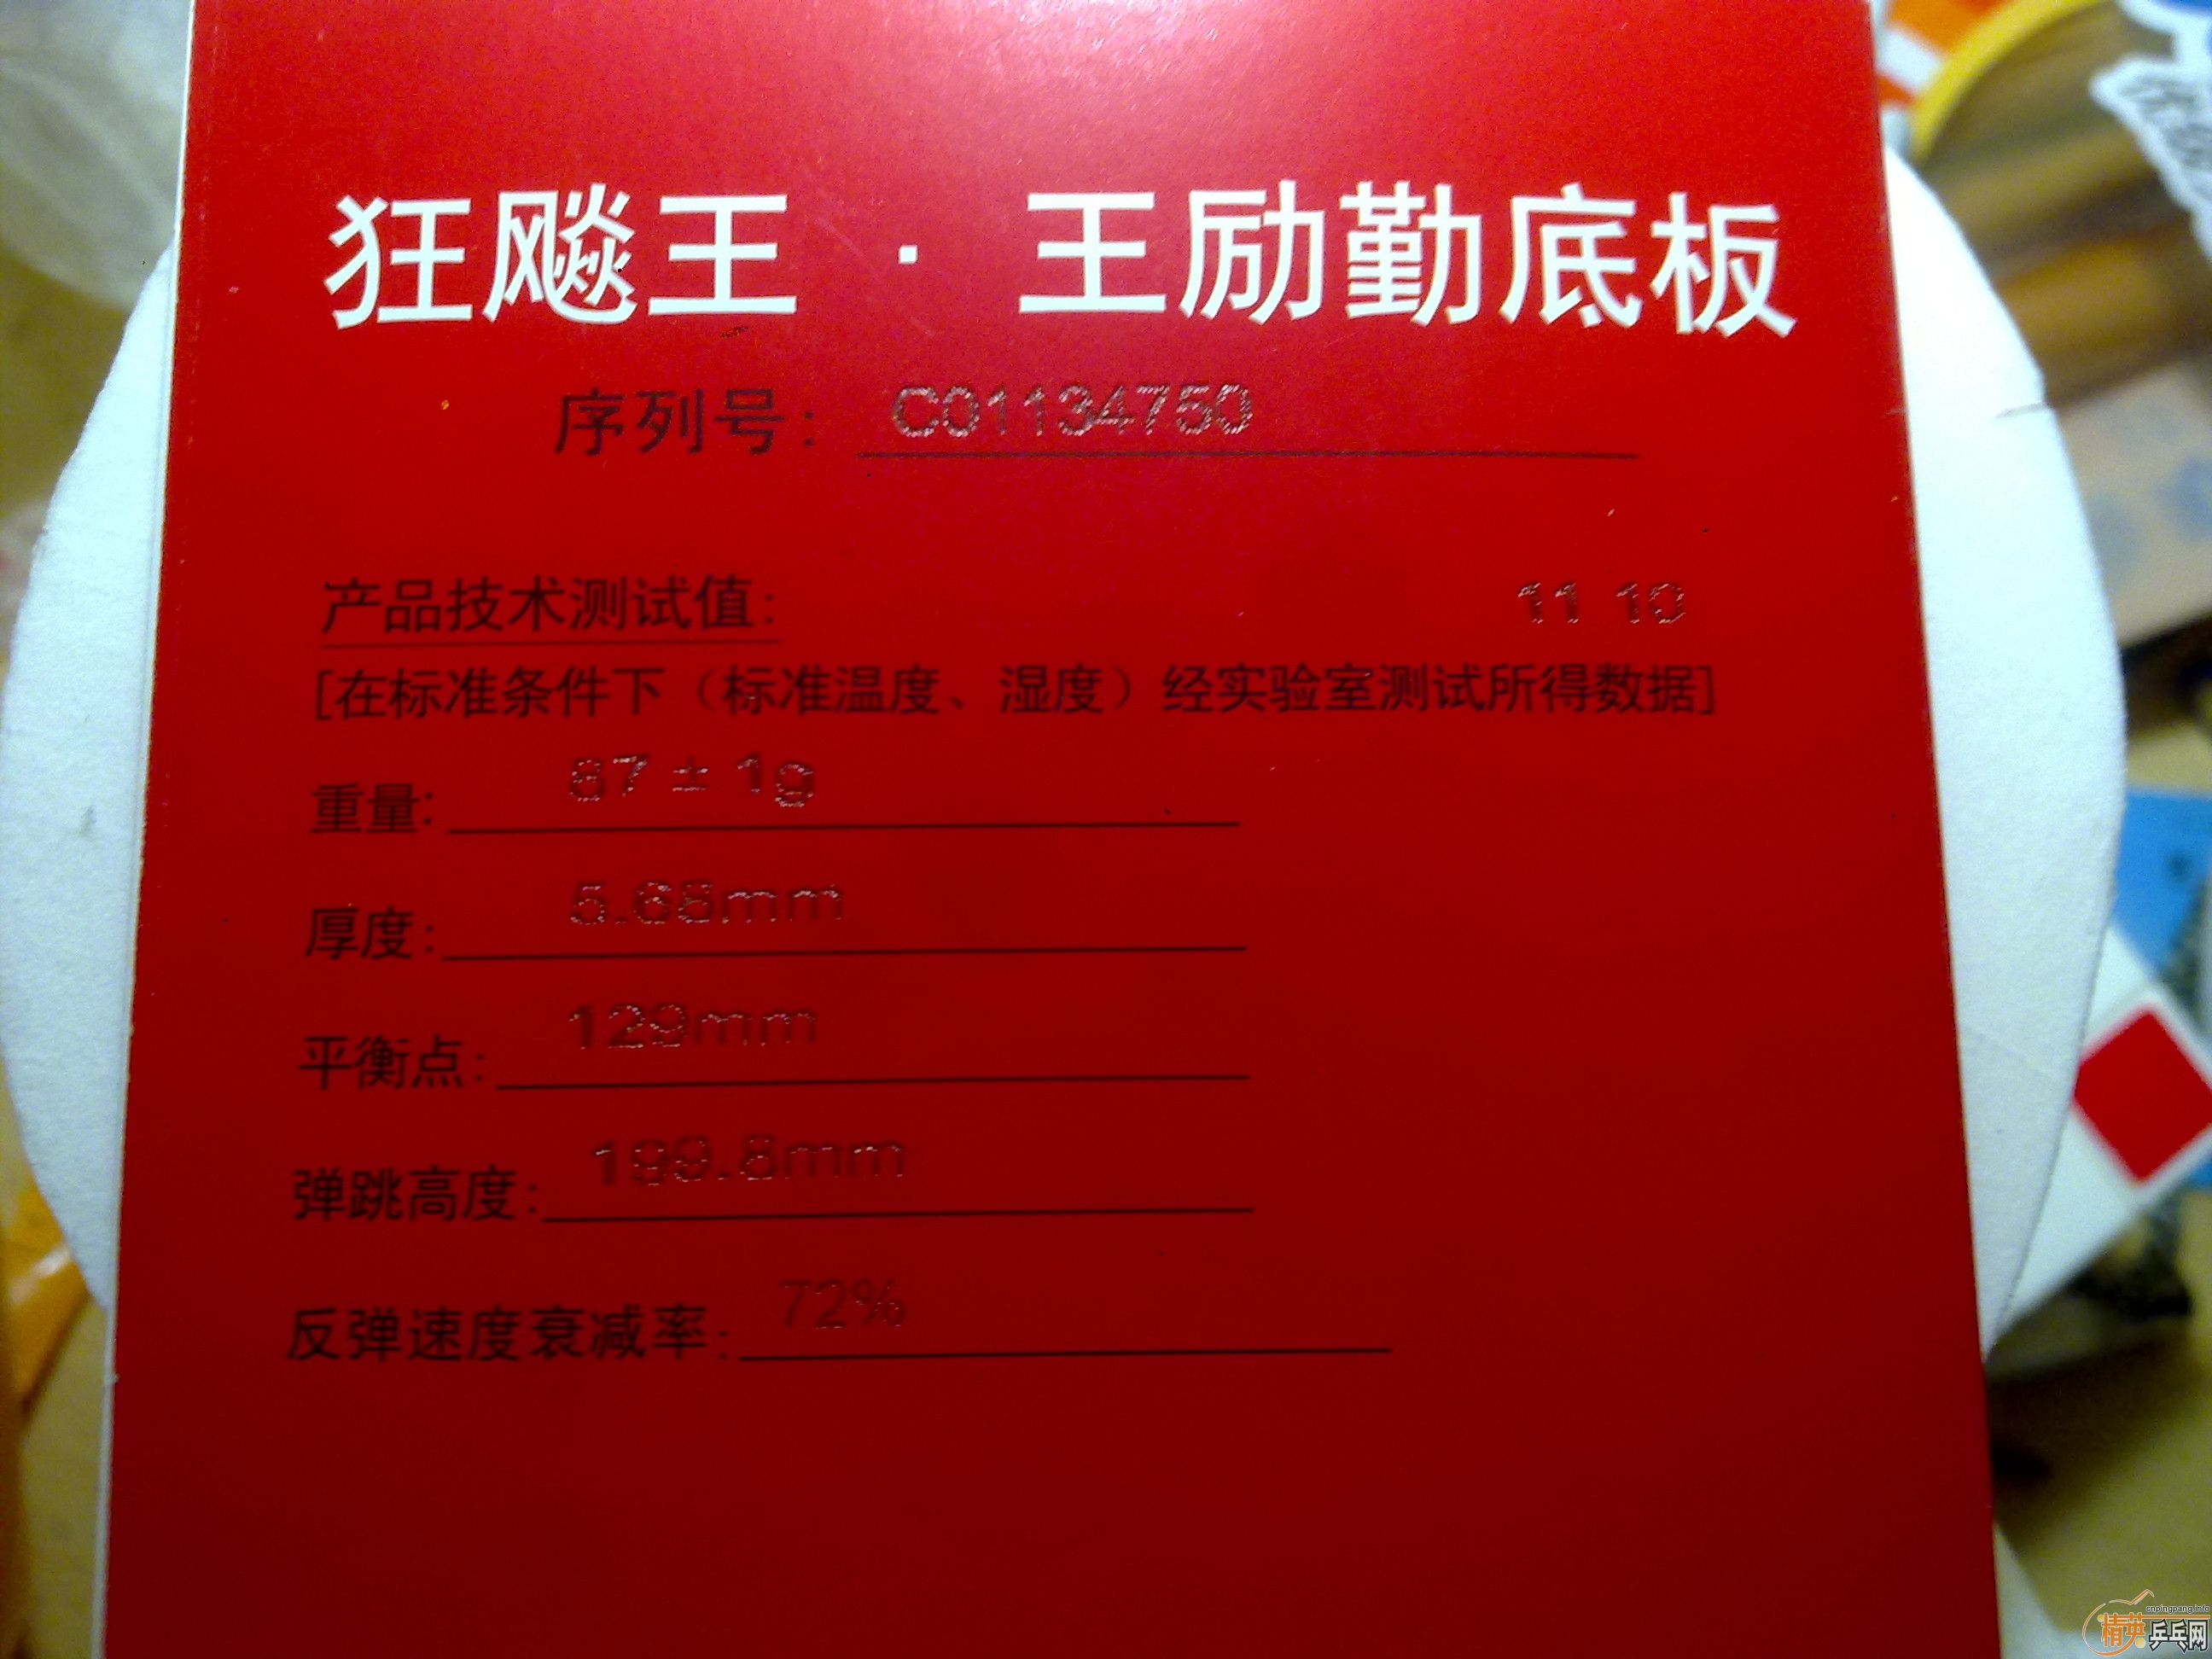 狂飚王 · 王励勤底板
序列号: C01134750
产品技术测试值: 11 10
[在标准条件下（标准温度、湿度）经实验室测试所得数据]
重量: 87 ± 1g
厚度: 5.68mm
平衡点: 129mm
弹跳高度: 199.8mm
反弹速度衰减率: 72%
cnpingpang.info
精英乒乓网